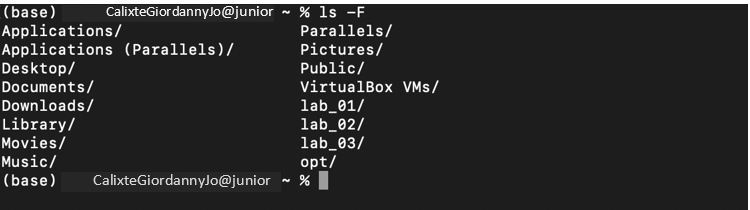 (base) CalixteGiordannyJo@junior ~ % ls -F
Applications/ Parallels/
Applications (Parallels)/ Pictures/
Desktop/ Public/
Documents/ VirtualBox VMs/
Downloads/ lab_01/
Library/ lab_02/
Movies/ lab_03/
Music/ opt/
(base) CalixteGiordannyJo@junior ~ %